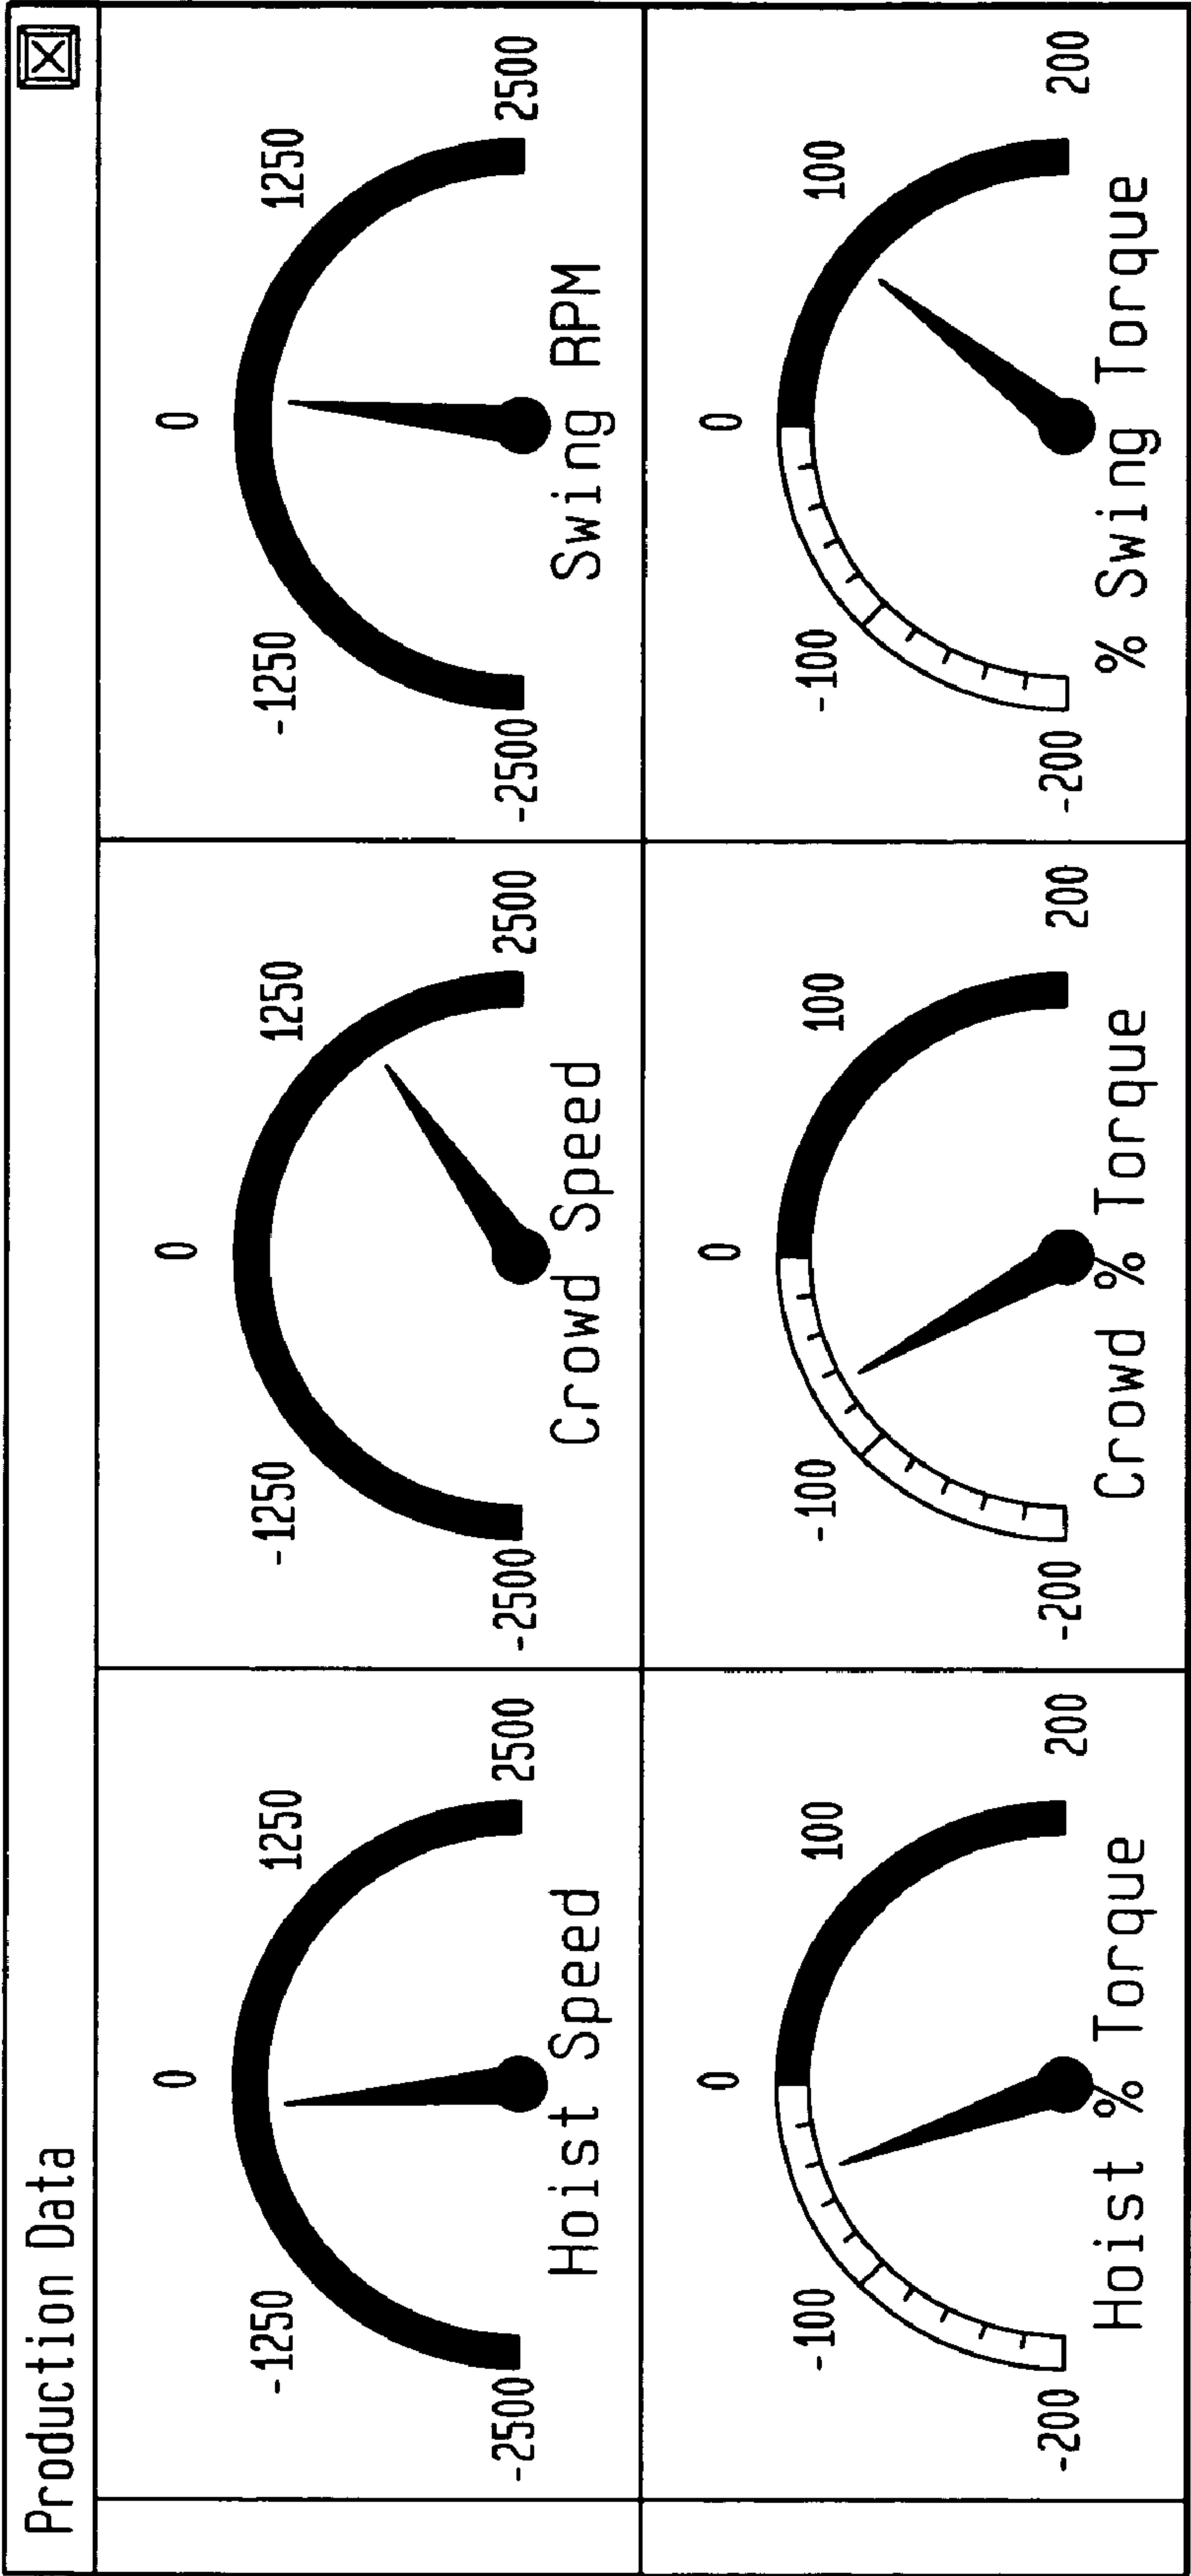 Production Data
0
-1250 1250
-2500 2500
Hoist Speed
0
-1250 1250
-2500 2500
Crowd Speed
0
-1250 1250
-2500 2500
Swing RPM
0
-100 100
-200 200
Hoist % Torque
0
-100 100
-200 200
Crowd % Torque
0
-100 100
-200 200
% Swing Torque